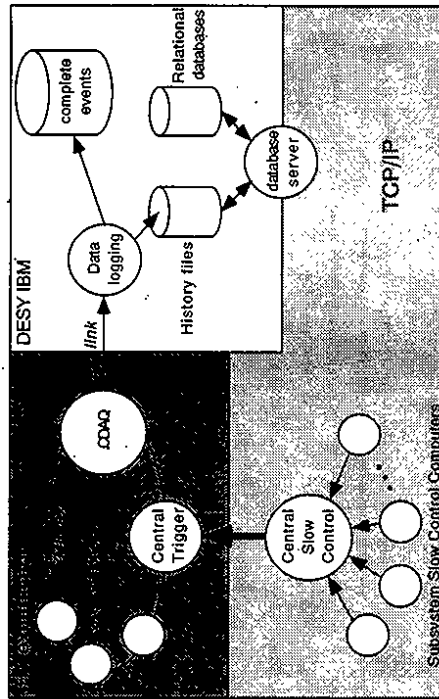 DESY IBM
complete
events
Data
logging
link
Relational
databases
History files
database
server
TCP/IP
.CDAQ
Central
Trigger
Central
Slow
Control
Subsystem Slow Control Computers